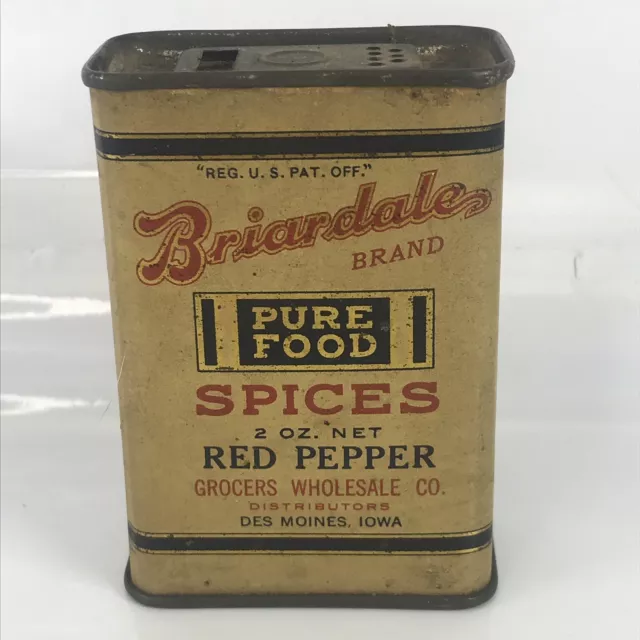 "REG. U. S. PAT. OFF."
Briardale
BRAND
PURE
FOOD
SPICES
2 OZ. NET
RED PEPPER
GROCERS WHOLESALE CO.
DISTRIBUTORS
DES MOINES, IOWA